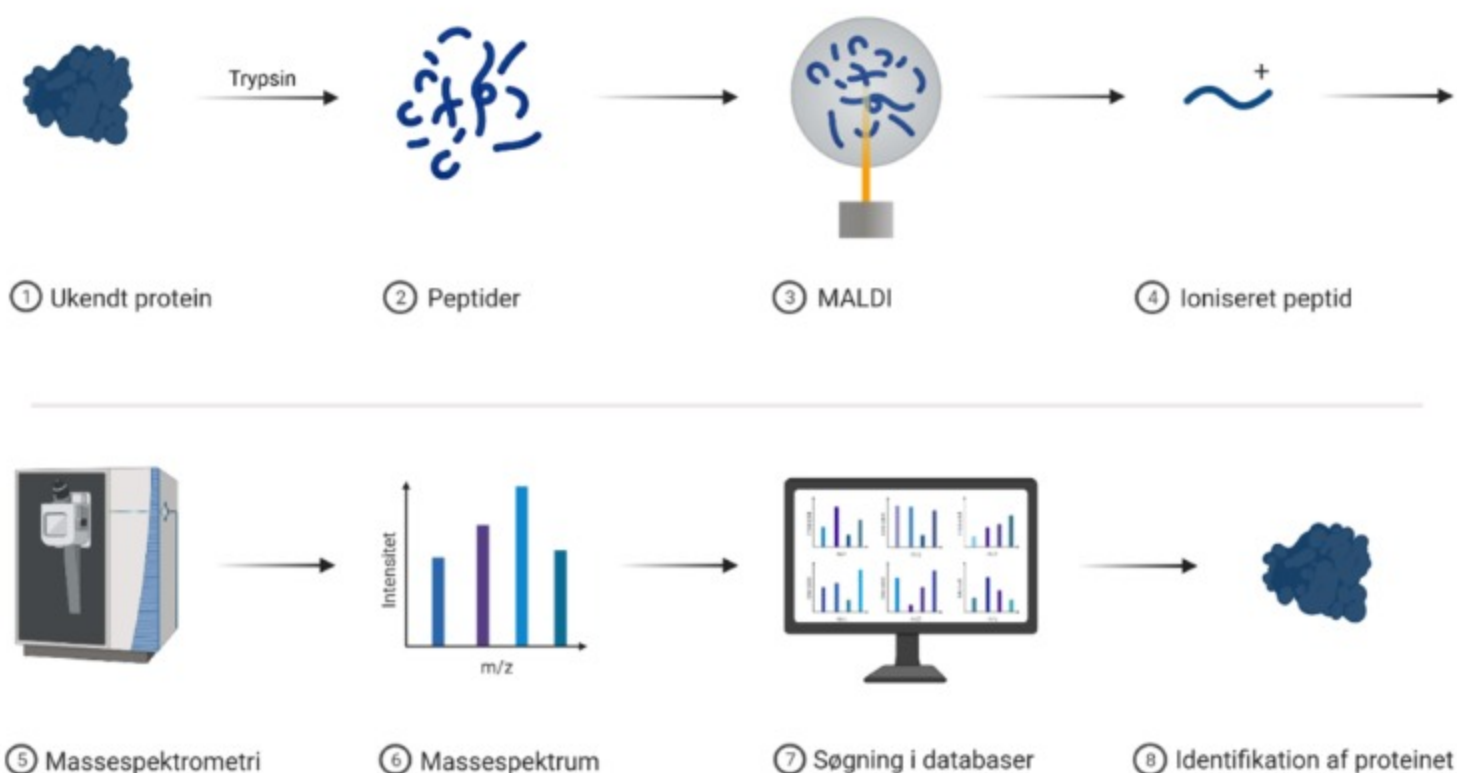 Trypsin
1 Ukendt protein
2 Peptider
3 MALDI
4 Ioniseret peptid
Intensitet
m/z
5 Massespektrometri
6 Massespektrum
7 Søgning i databaser
8 Identifikation af proteinet
+